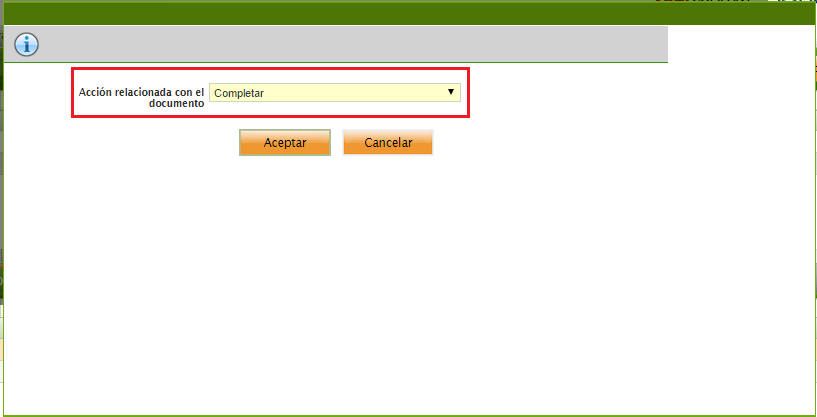 Acción relacionada con el
documento
Completar
Aceptar Cancelar